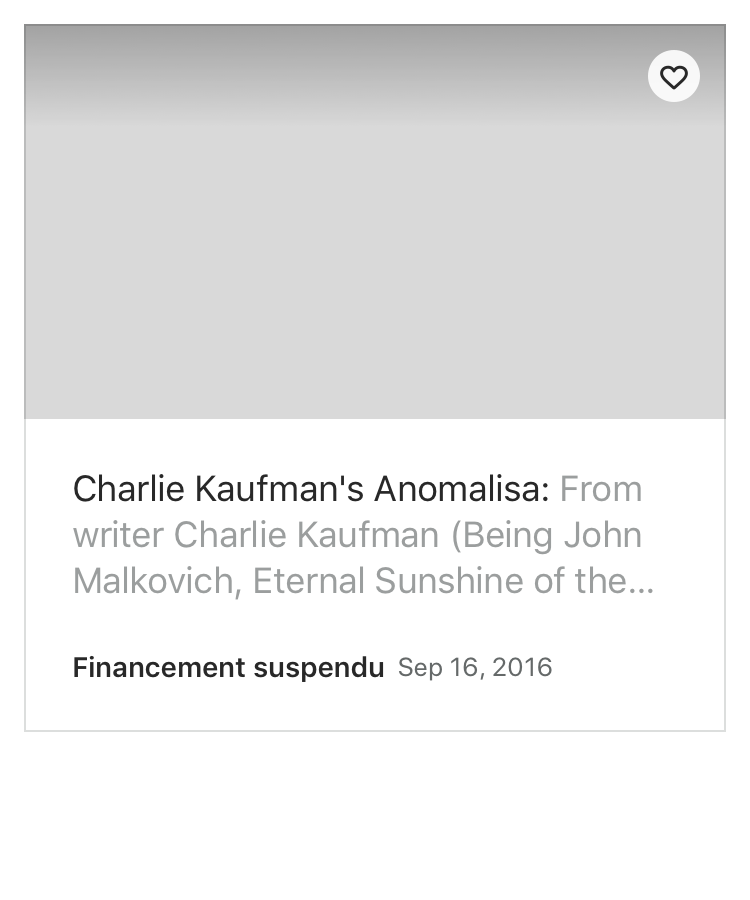 Charlie Kaufman's Anomalisa: From
writer Charlie Kaufman (Being John
Malkovich, Eternal Sunshine of the...
Financement suspendu Sep 16, 2016